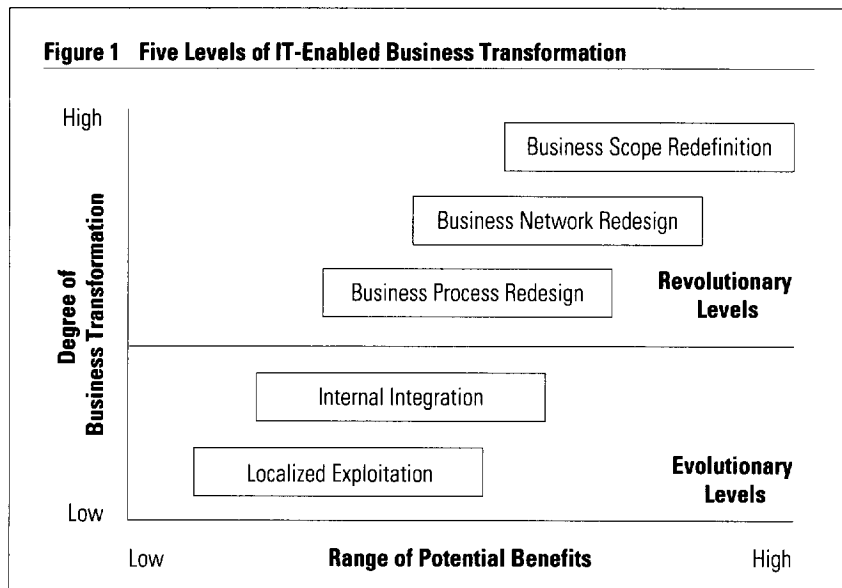 Figure 1 Five Levels of IT-Enabled Business Transformation
High
Business Scope Redefinition
Business Network Redesign
Business Process Redesign
Revolutionary
Levels
Degree of
Business Transformation
Internal Integration
Localized Exploitation
Evolutionary
Levels
Low
Low
Range of Potential Benefits
High